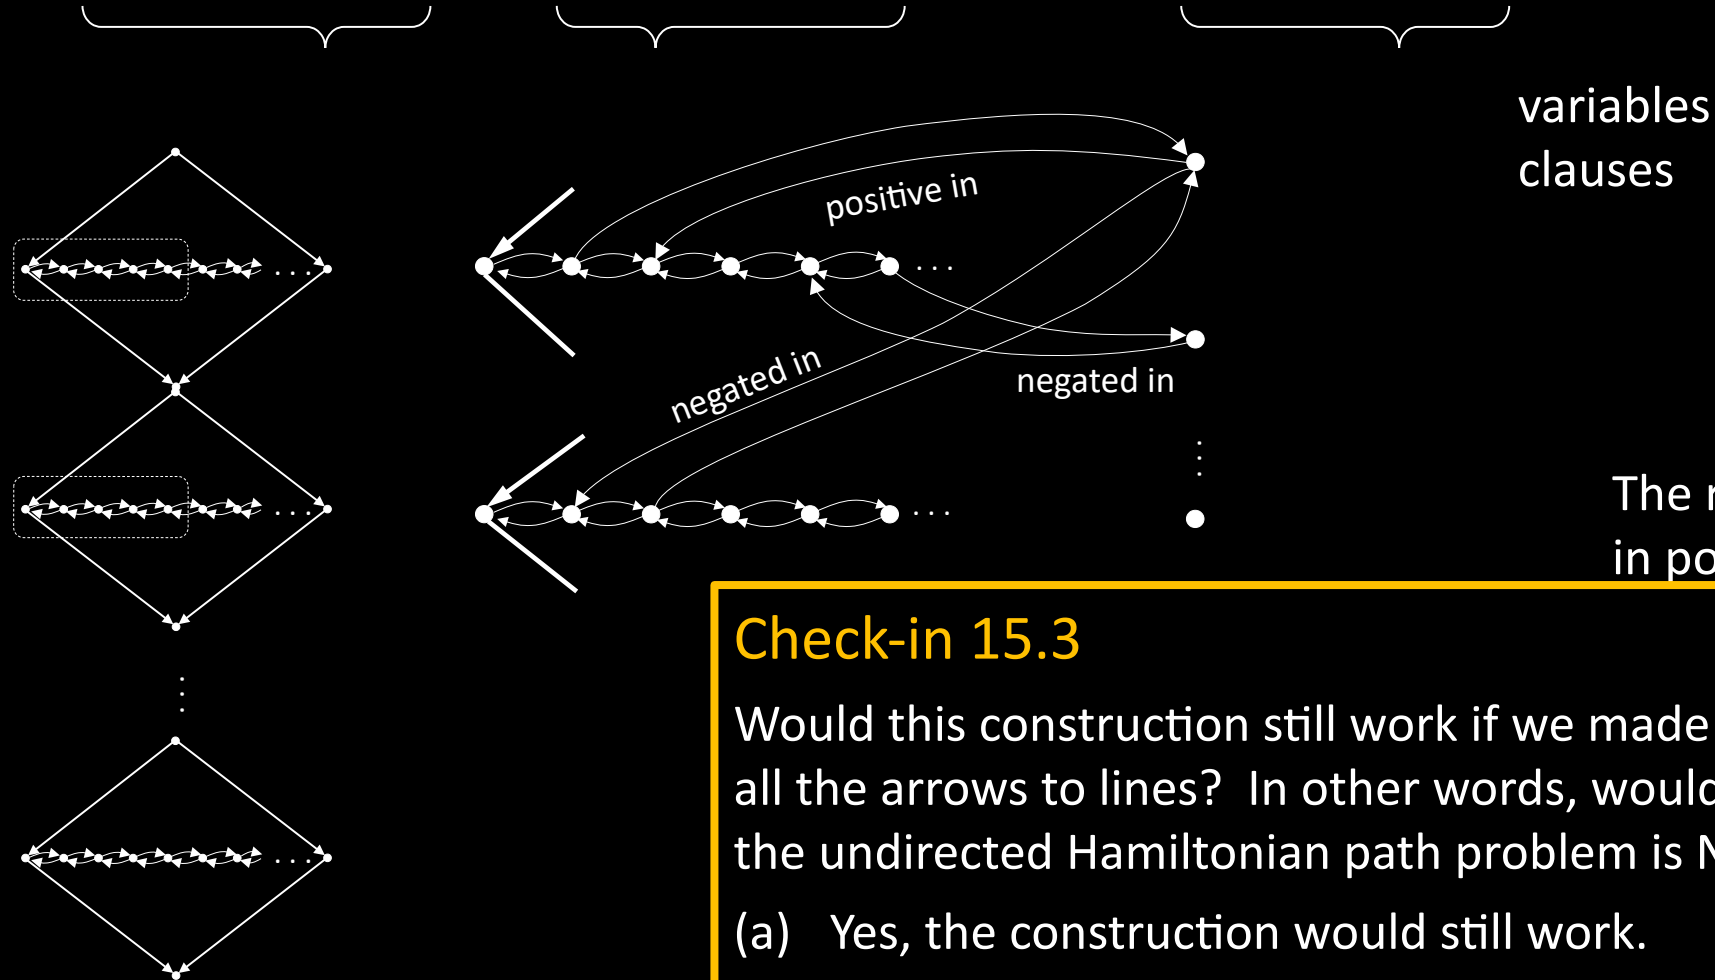 variables
clauses
positive in
negated in
negated in
The
in
Check-in 15.3
Would this construction still work if we made
all the arrows to lines? In other words, would
the undirected Hamiltonian path problem is
(a) Yes, the construction would still work.